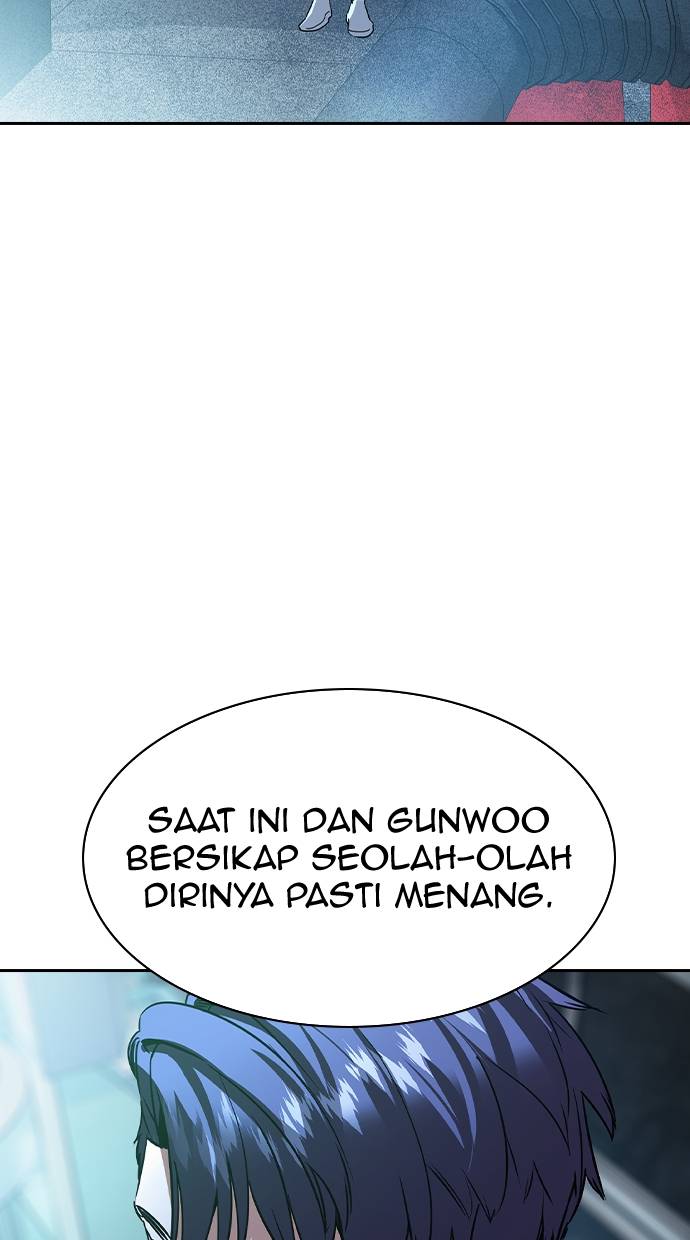 SAAT INI DAN GUNWOO
BERSIKAP SEOLAH-OLAH
DIRINYA PASTI MENANG.